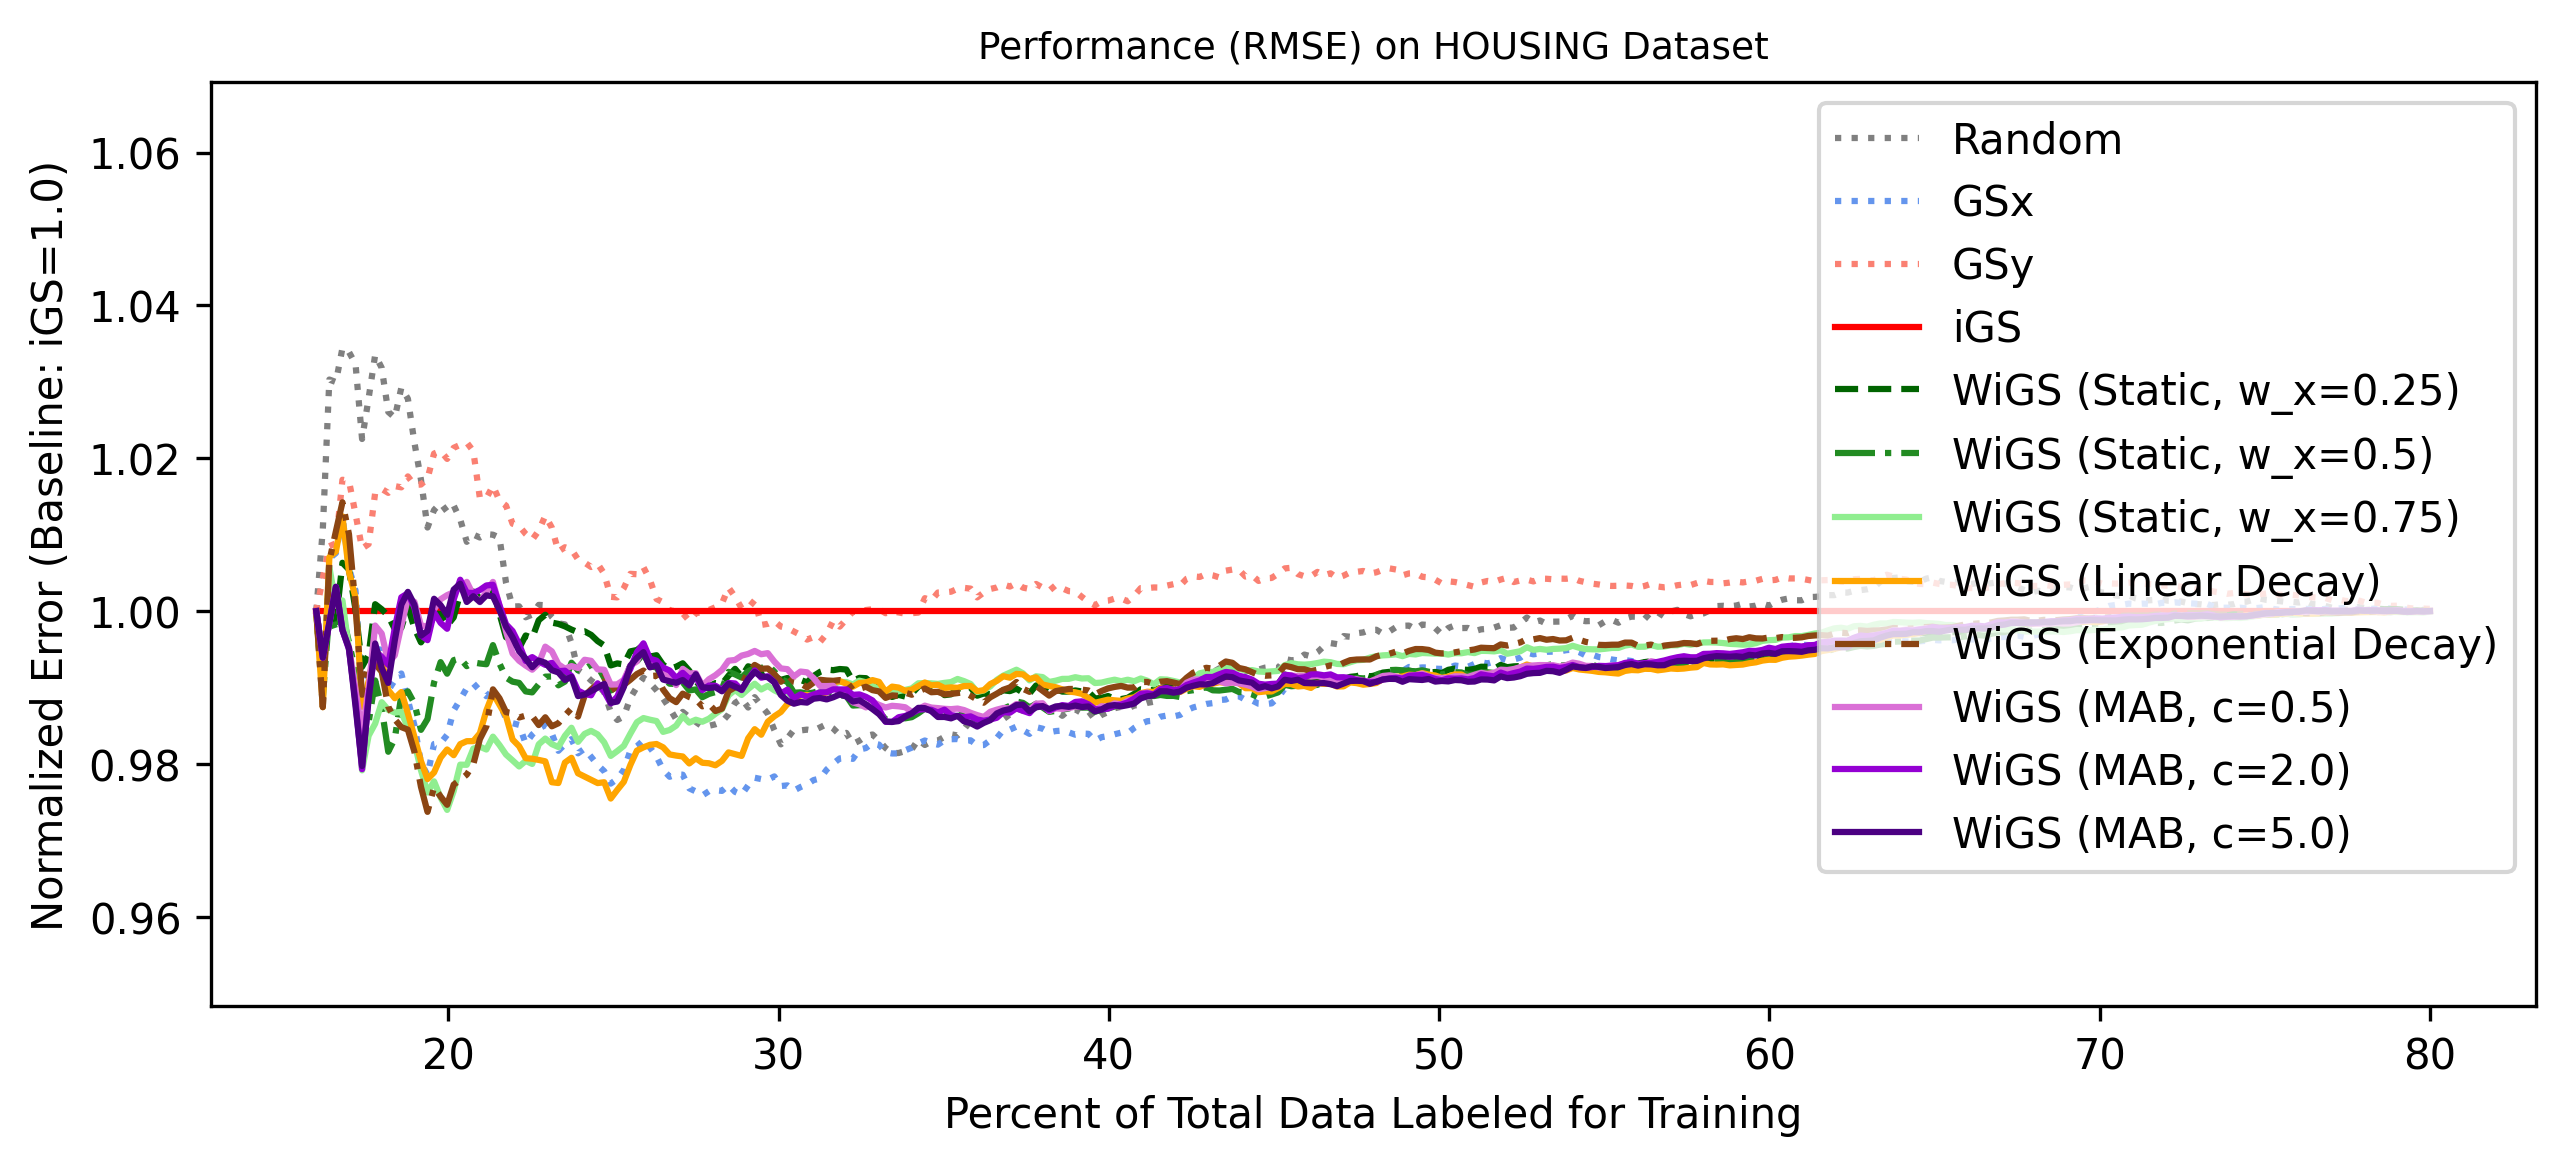 Performance (RMSE) on HOUSING Dataset
Normalized Error (Baseline: iGS=1.0)
1.06
1.04
1.02
1.00
0.98
0.96
Random
GSx
GSy
iGS
WiGS (Static, w_x=0.25)
WiGS (Static, w_x=0.5)
WiGS (Static, w_x=0.75)
WiGS (Linear Decay)
WiGS (Exponential Decay)
WiGS (MAB, c=0.5)
WiGS (MAB, c=2.0)
WiGS (MAB, c=5.0)
20 30 40 50 60 70 80
Percent of Total Data Labeled for Training